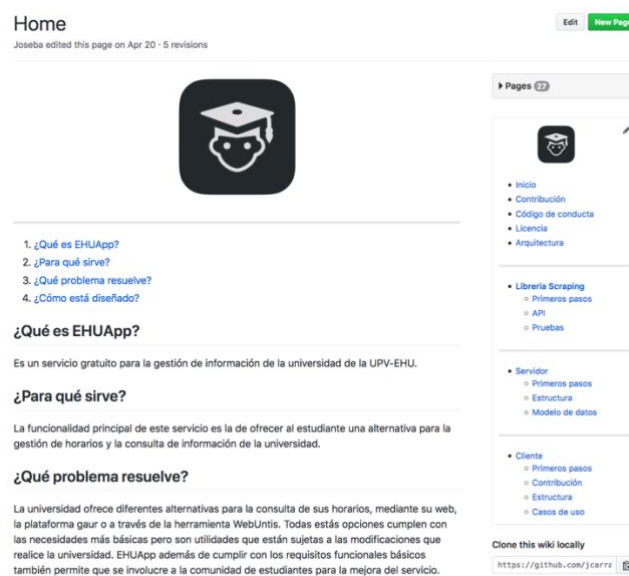 Home
Edit
New Page
Joseba edited this page on Apr 20 · 5 revisions
Pages 27
Inicio
Contribución
Código de conducta
Licencia
Arquitectura
1. ¿Qué es EHUApp?
2. ¿Para qué sirve?
3. ¿Qué problema resuelve?
4. ¿Cómo está diseñado?
Librería Scraping
Primeros pasos
API
Pruebas
¿Qué es EHUApp?
Es un servicio gratuito para la gestión de información de la universidad de la UPV-EHU.
¿Para qué sirve?
La funcionalidad principal de este servicio es la de ofrecer al estudiante una alternativa para la
gestión de horarios y la consulta de información de la universidad.
Servidor
Primeros pasos
Estructura
Modelo de datos
¿Qué problema resuelve?
La universidad ofrece diferentes alternativas para la consulta de sus horarios, mediante su web,
la plataforma gaur o a través de la herramienta WebUntis. Todas estás opciones cumplen con
las necesidades más básicas pero son utilidades que están sujetas a las modificaciones que
realice la universidad. EHUApp además de cumplir con los requisitos funcionales básicos
también permite que se involucre a la comunidad de estudiantes para la mejora del servicio.
Cliente
Primeros pasos
Contribución
Estructura
Casos de uso
Clone this wiki locally
https://github.com/jcarra